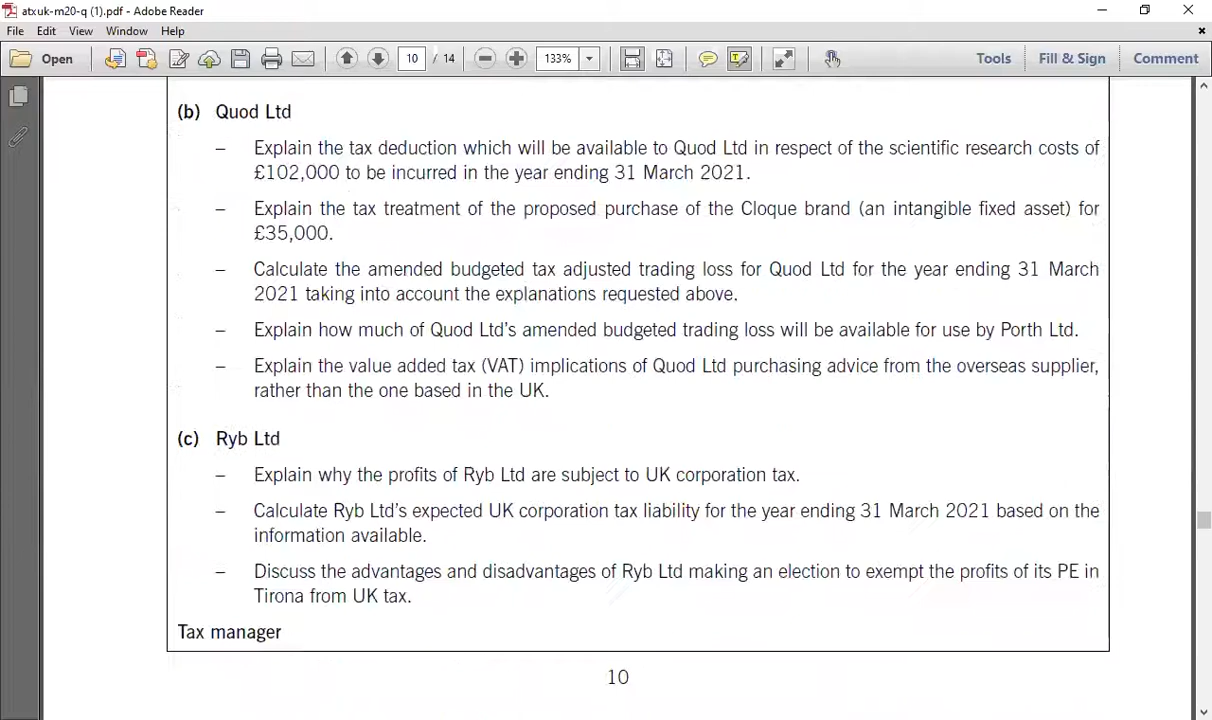 atxuk-m20-q (1).pdf - Adobe Reader
File Edit View Window Help
Open 10 / 14 133% Tools Fill & Sign Comment
(b) Quod Ltd
– Explain the tax deduction which will be available to Quod Ltd in respect of the scientific research costs of
£102,000 to be incurred in the year ending 31 March 2021.
– Explain the tax treatment of the proposed purchase of the Cloque brand (an intangible fixed asset) for
£35,000.
– Calculate the amended budgeted tax adjusted trading loss for Quod Ltd for the year ending 31 March
2021 taking into account the explanations requested above.
– Explain how much of Quod Ltd’s amended budgeted trading loss will be available for use by Porth Ltd.
– Explain the value added tax (VAT) implications of Quod Ltd purchasing advice from the overseas supplier,
rather than the one based in the UK.
(c) Ryb Ltd
– Explain why the profits of Ryb Ltd are subject to UK corporation tax.
– Calculate Ryb Ltd’s expected UK corporation tax liability for the year ending 31 March 2021 based on the
information available.
– Discuss the advantages and disadvantages of Ryb Ltd making an election to exempt the profits of its PE in
Tirona from UK tax.
Tax manager
10